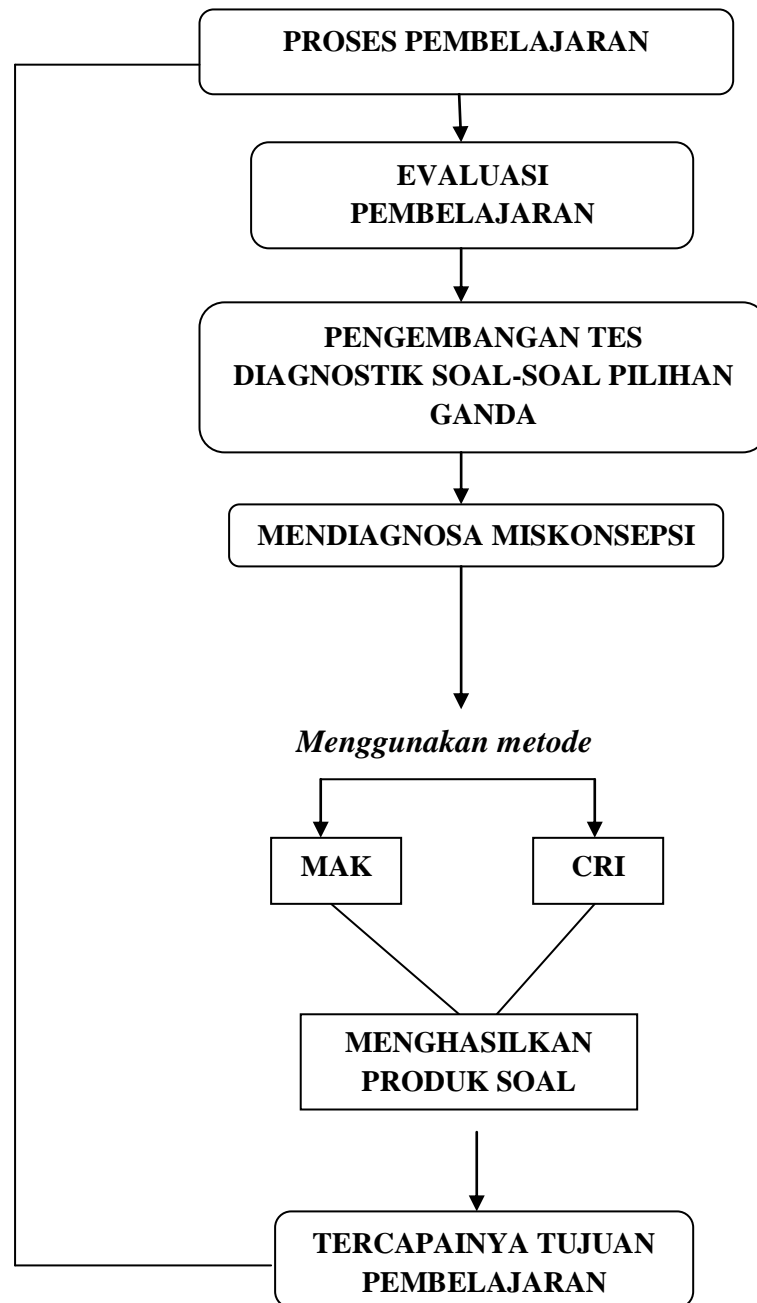 PROSES PEMBELAJARAN
EVALUASI
PEMBELAJARAN
PENGEMBANGAN TES
DIAGNOSTIK SOAL-SOAL PILIHAN
GANDA
MENDIAGNOSA MISKONSEPSI
Menggunakan metode
MAK
CRI
MENGHASILKAN
PRODUK SOAL
TERCAPAINYA TUJUAN
PEMBELAJARAN